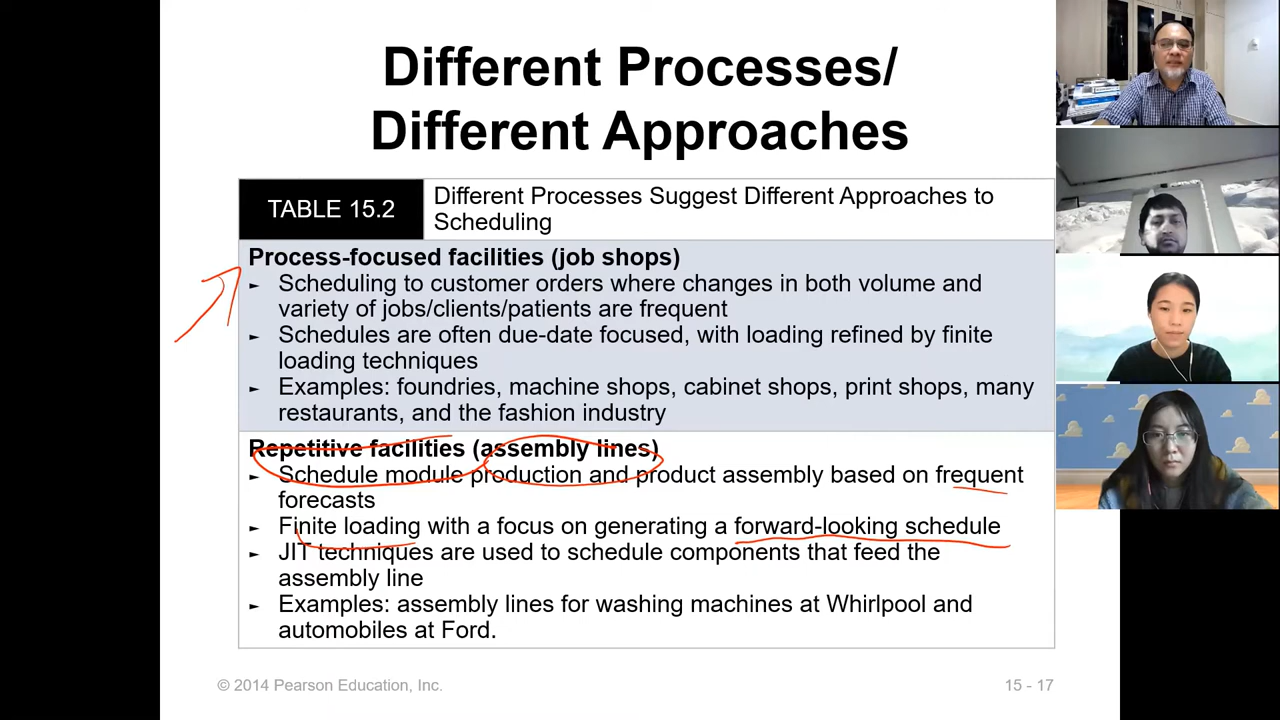 Different Processes/
Different Approaches
TABLE 15.2
Different Processes Suggest Different Approaches to
Scheduling
Process-focused facilities (job shops)
► Scheduling to customer orders where changes in both volume and
variety of jobs/clients/patients are frequent
► Schedules are often due-date focused, with loading refined by finite
loading techniques
► Examples: foundries, machine shops, cabinet shops, print shops, many
restaurants, and the fashion industry
Repetitive facilities (assembly lines)
► Schedule module production and product assembly based on frequent
forecasts
► Finite loading with a focus on generating a forward-looking schedule
► JIT techniques are used to schedule components that feed the
assembly line
► Examples: assembly lines for washing machines at Whirlpool and
automobiles at Ford.
© 2014 Pearson Education, Inc.
15 - 17